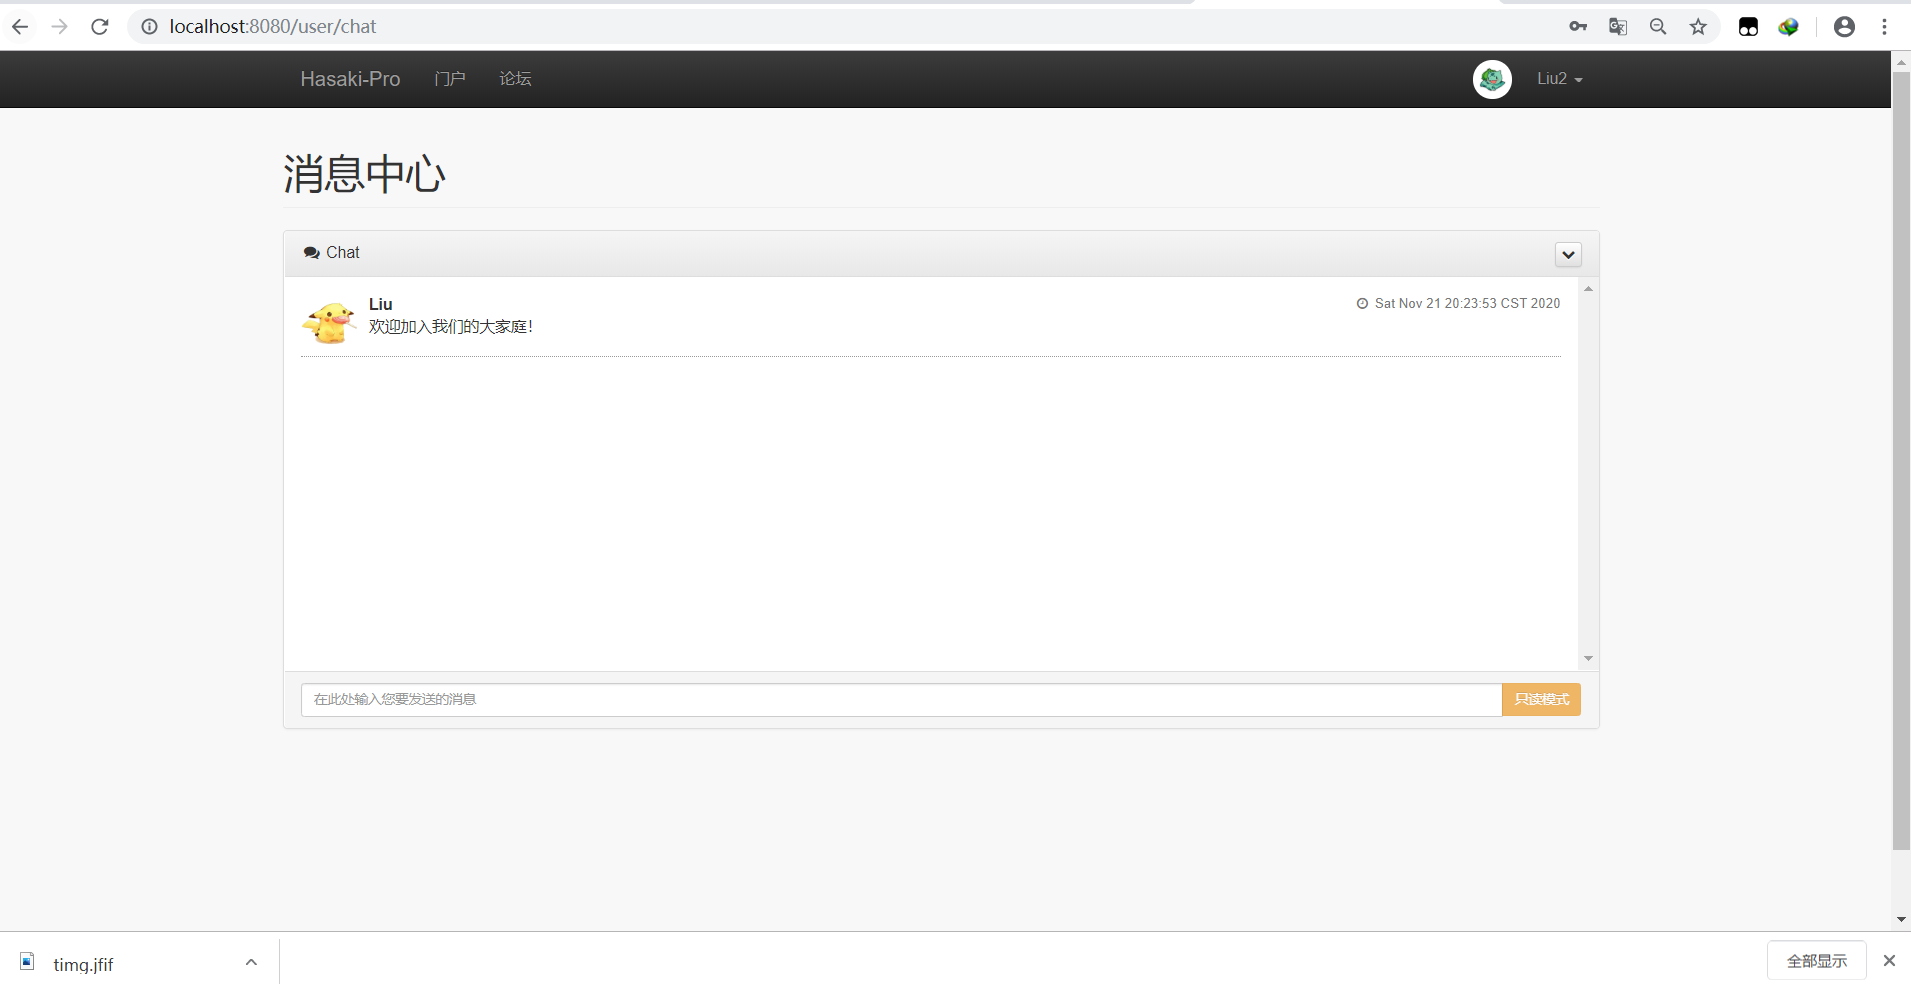 localhost:8080/user/chat
Hasaki-Pro 门户 论坛 Liu2
消息中心
Chat
Liu Sat Nov 21 20:23:53 CST 2020
欢迎加入我们的大家庭！
在此处输入您要发送的消息 只读模式
timg.jfif 全部显示